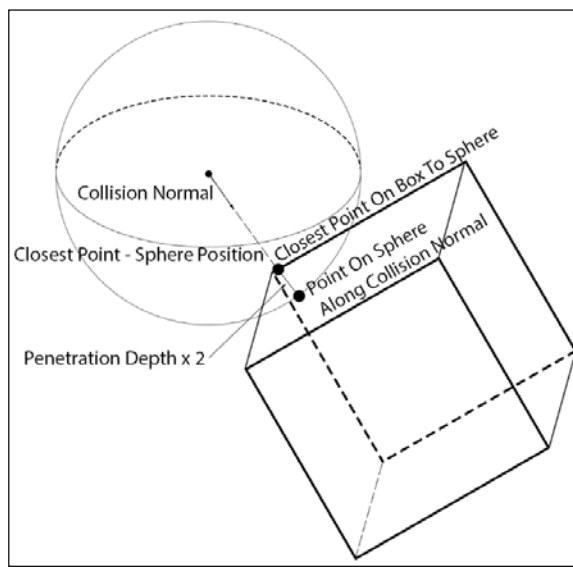 Collision Normal
Closest Point On Box To Sphere
Closest Point - Sphere Position
Point On Sphere
Along Collision Normal
Penetration Depth x 2